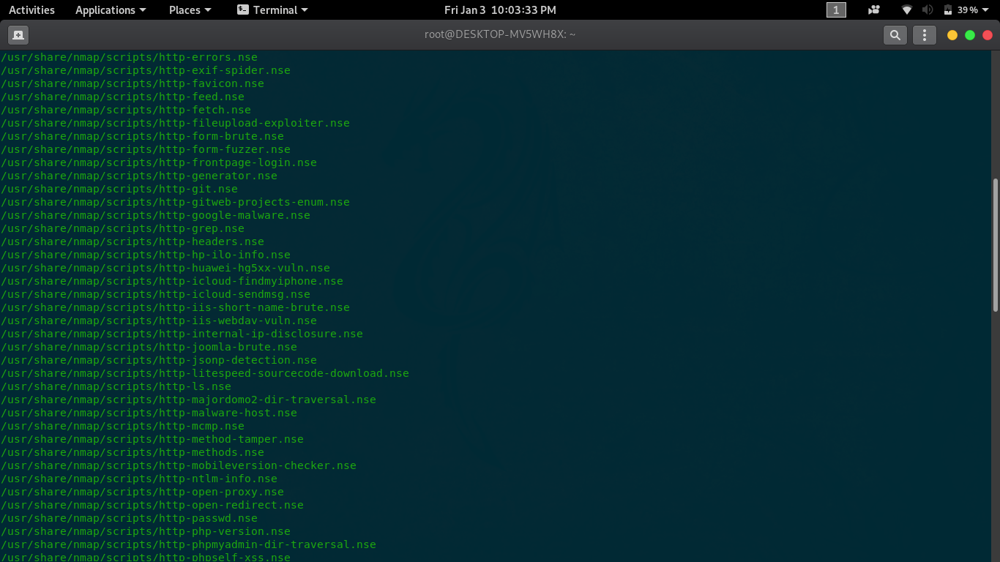 Activities Applications Places Terminal Fri Jan 3 10:03:33 PM 1 39 %
root@DESKTOP-MV5WH8X: ~
/usr/share/nmap/scripts/http-errors.nse
/usr/share/nmap/scripts/http-exif-spider.nse
/usr/share/nmap/scripts/http-favicon.nse
/usr/share/nmap/scripts/http-feed.nse
/usr/share/nmap/scripts/http-fetch.nse
/usr/share/nmap/scripts/http-fileupload-exploiter.nse
/usr/share/nmap/scripts/http-form-brute.nse
/usr/share/nmap/scripts/http-form-fuzzer.nse
/usr/share/nmap/scripts/http-frontpage-login.nse
/usr/share/nmap/scripts/http-generator.nse
/usr/share/nmap/scripts/http-git.nse
/usr/share/nmap/scripts/http-gitweb-projects-enum.nse
/usr/share/nmap/scripts/http-google-malware.nse
/usr/share/nmap/scripts/http-grep.nse
/usr/share/nmap/scripts/http-headers.nse
/usr/share/nmap/scripts/http-hp-ilo-info.nse
/usr/share/nmap/scripts/http-huawei-hg5xx-vuln.nse
/usr/share/nmap/scripts/http-icloud-findmyiphone.nse
/usr/share/nmap/scripts/http-icloud-sendmsg.nse
/usr/share/nmap/scripts/http-iis-short-name-brute.nse
/usr/share/nmap/scripts/http-iis-webdav-vuln.nse
/usr/share/nmap/scripts/http-internal-ip-disclosure.nse
/usr/share/nmap/scripts/http-joomla-brute.nse
/usr/share/nmap/scripts/http-jsonp-detection.nse
/usr/share/nmap/scripts/http-litespeed-sourcecode-download.nse
/usr/share/nmap/scripts/http-ls.nse
/usr/share/nmap/scripts/http-majordomo2-dir-traversal.nse
/usr/share/nmap/scripts/http-malware-host.nse
/usr/share/nmap/scripts/http-mcmp.nse
/usr/share/nmap/scripts/http-method-tamper.nse
/usr/share/nmap/scripts/http-methods.nse
/usr/share/nmap/scripts/http-mobileversion-checker.nse
/usr/share/nmap/scripts/http-ntlm-info.nse
/usr/share/nmap/scripts/http-open-proxy.nse
/usr/share/nmap/scripts/http-open-redirect.nse
/usr/share/nmap/scripts/http-passwd.nse
/usr/share/nmap/scripts/http-php-version.nse
/usr/share/nmap/scripts/http-phpmyadmin-dir-traversal.nse
/usr/share/nmap/scripts/http-phpself-xss.nse